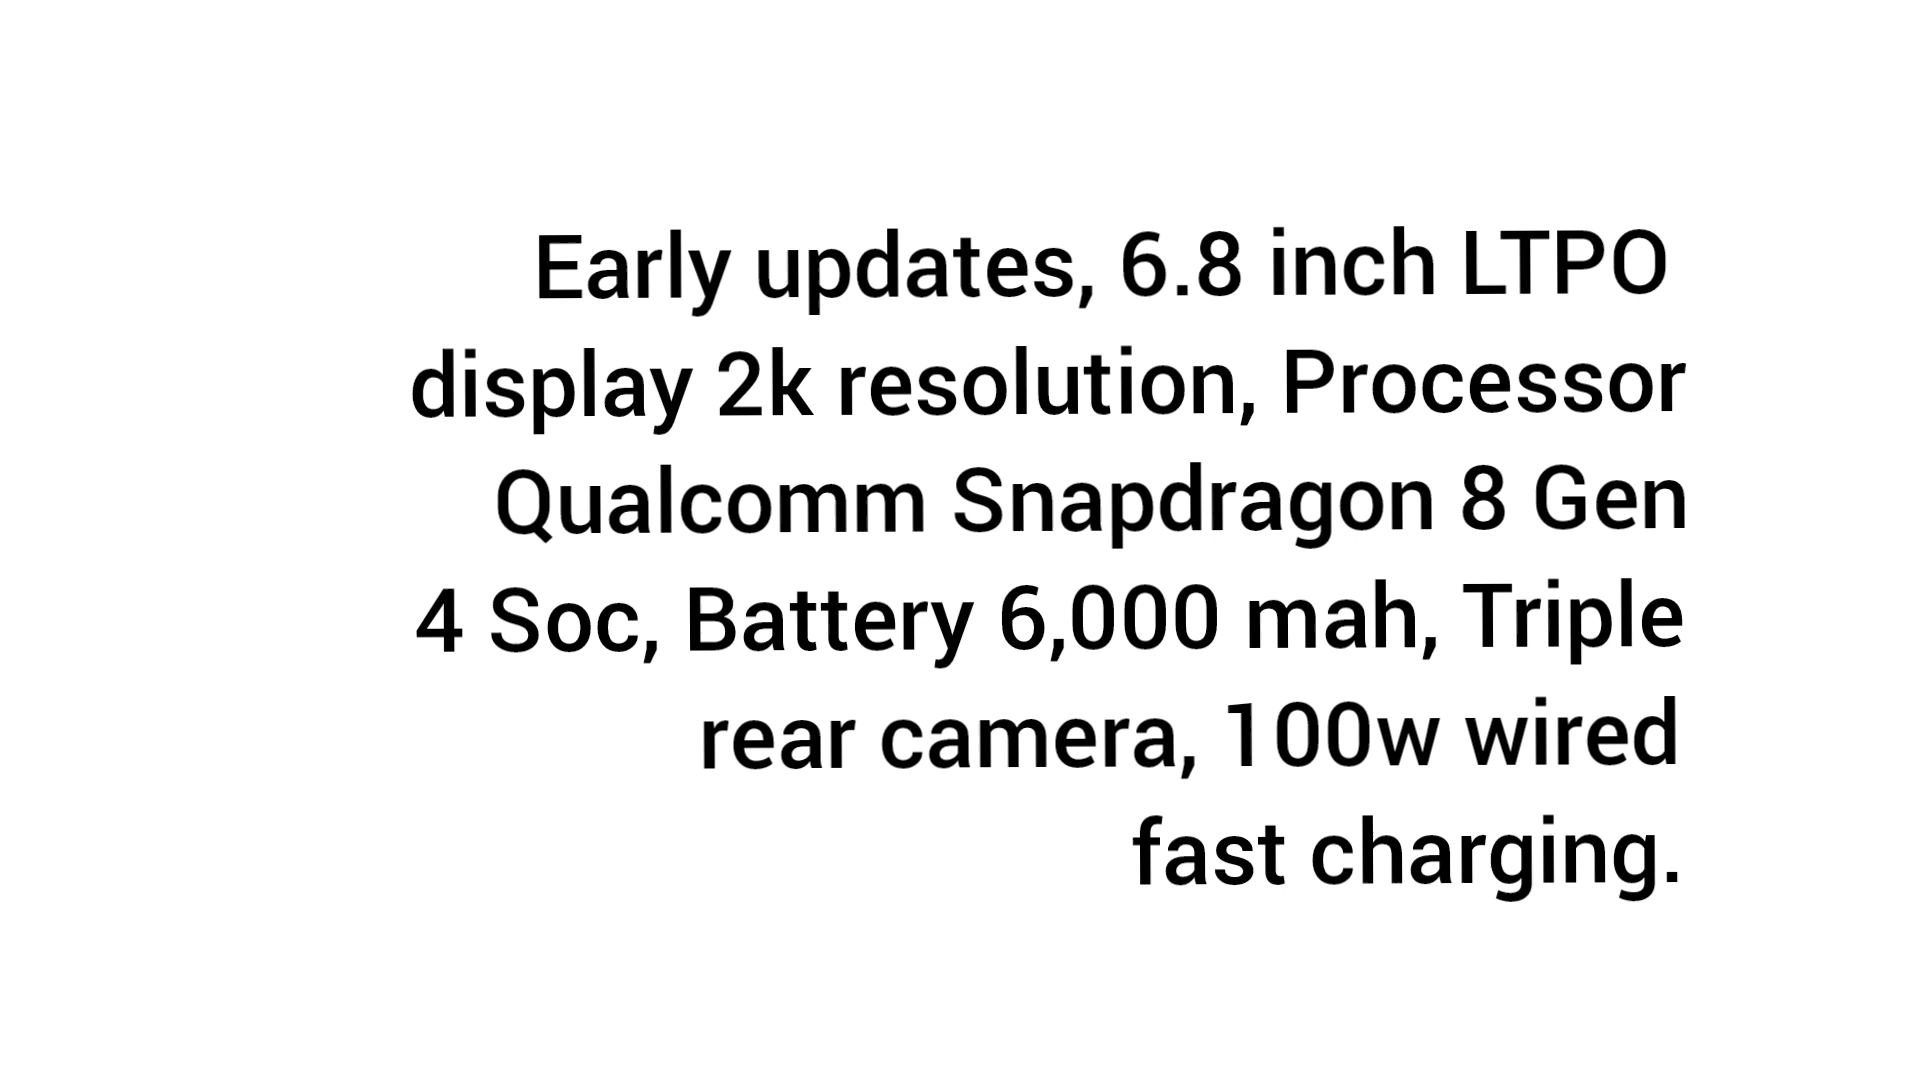 Early updates, 6.8 inch LTPO
display 2k resolution, Processor
Qualcomm Snapdragon 8 Gen
4 Soc, Battery 6,000 mah, Triple
rear camera, 100w wired
fast charging.